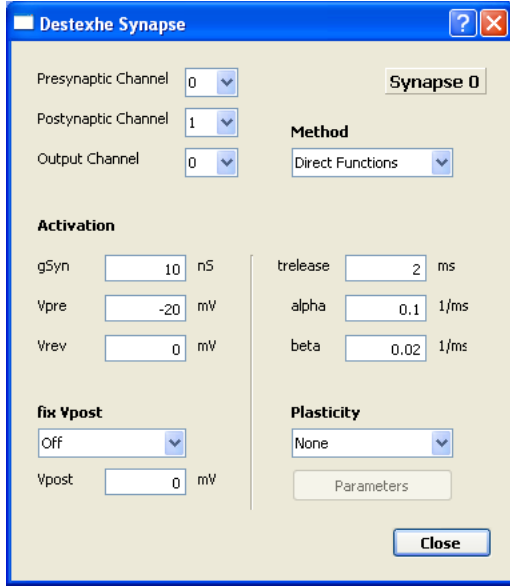 Destexhe Synapse
Presynaptic Channel 0
Synapse 0
Postynaptic Channel 1
Method
Output Channel 0
Direct Functions
Activation
gSyn 10 nS
trelease 2 ms
Vpre -20 mV
alpha 0.1 1/ms
Vrev 0 mV
beta 0.02 1/ms
fix Vpost
Plasticity
Off
None
Vpost 0 mV
Parameters
Close